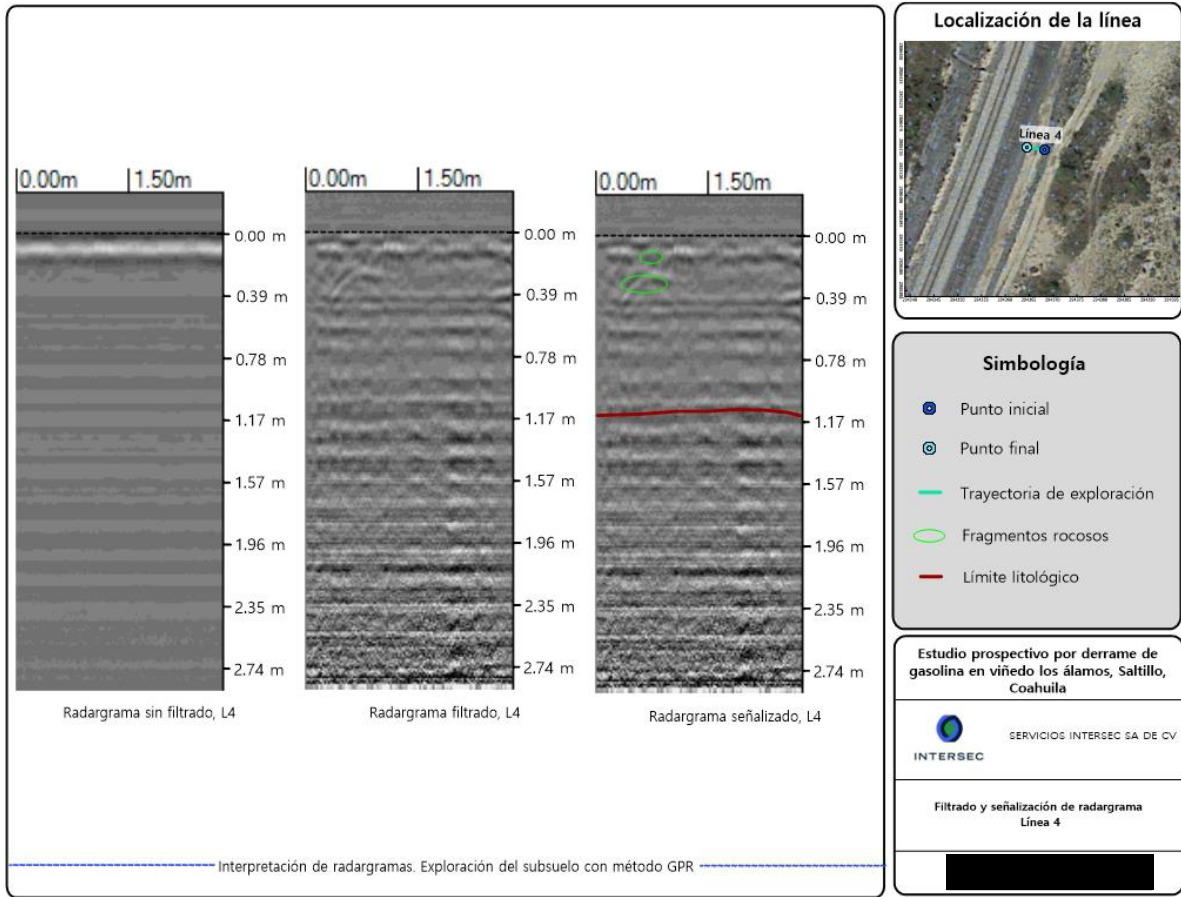 0.00m 1.50m
0.00 m
0.39 m
0.78 m
1.17 m
1.57 m
1.96 m
2.35 m
2.74 m
Radargrama sin filtrado, L4
0.00m 1.50m
0.00 m
0.39 m
0.78 m
1.17 m
1.57 m
1.96 m
2.35 m
2.74 m
Radargrama filtrado, L4
0.00m 1.50m
0.00 m
0.39 m
0.78 m
1.17 m
1.57 m
1.96 m
2.35 m
2.74 m
Radargrama señalizado, L4
Interpretación de radargramas. Exploración del subsuelo con método GPR
Localización de la línea
Línea 4
Simbología
Punto inicial
Punto final
Trayectoria de exploración
Fragmentos rocosos
Límite litológico
Estudio prospectivo por derrame de
gasolina en viñedo los álamos, Saltillo,
Coahuila
INTERSEC
SERVICIOS INTERSEC SA DE CV
Filtrado y señalización de radargrama
Línea 4